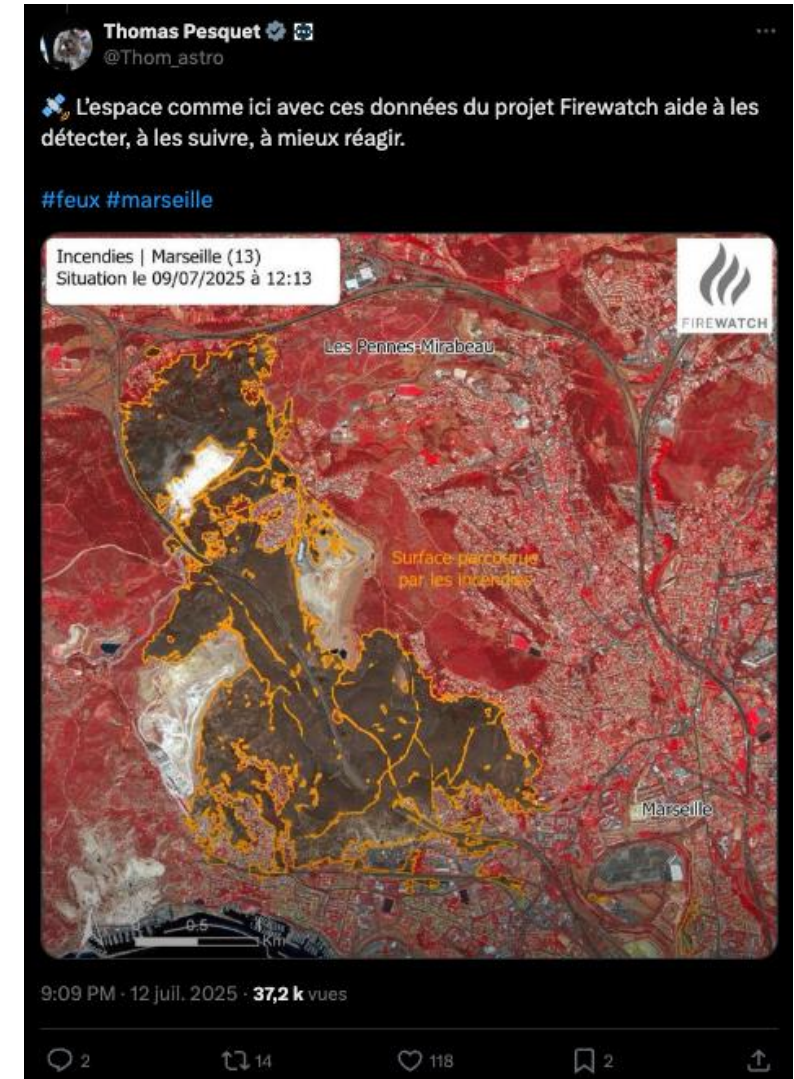 Thomas Pesquet
@Thom_astro
L'espace comme ici avec ces données du projet Firewatch aide à les
détecter, à les suivre, à mieux réagir.
#feux #marseille
Incendies | Marseille (13)
Situation le 09/07/2025 à 12:13
FIREWATCH
Les Pennes-Mirabeau
Surface parcourue
par les incendies
Marseille
0.5 1
Km
9:09 PM · 12 juil. 2025 · 37,2 k vues
2 14 118 2